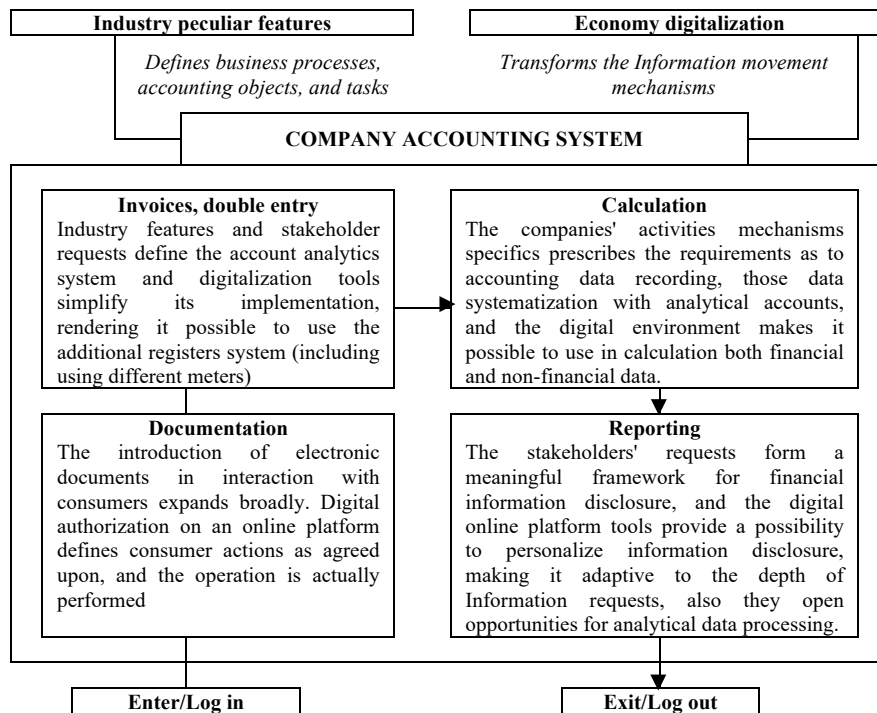 Industry peculiar features
Economy digitalization
Defines business processes,
accounting objects, and tasks
Transforms the Information movement
mechanisms
COMPANY ACCOUNTING SYSTEM
Invoices, double entry
Industry features and stakeholder
requests define the account analytics
system and digitalization tools
simplify its implementation,
rendering it possible to use the
additional registers system (including
using different meters)
Calculation
The companies' activities mechanisms
specifics prescribes the requirements as to
accounting data recording, those data
systematization with analytical accounts,
and the digital environment makes it
possible to use in calculation both financial
and non-financial data.
Documentation
The introduction of electronic
documents in interaction with
consumers expands broadly. Digital
authorization on an online platform
defines consumer actions as agreed
upon, and the operation is actually
performed
Reporting
The stakeholders' requests form a
meaningful framework for financial
information disclosure, and the digital
online platform tools provide a possibility
to personalize information disclosure,
making it adaptive to the depth of
Information requests, also they open
opportunities for analytical data processing.
Enter/Log in
Exit/Log out